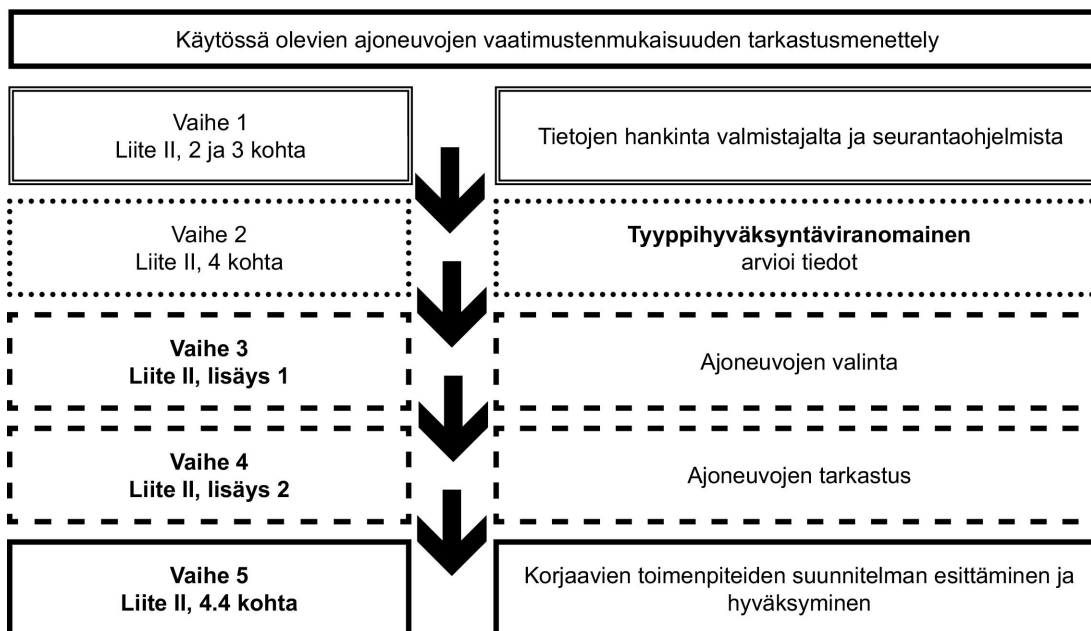 Käytössä olevien ajoneuvojen vaatimustenmukaisuuden tarkastusmenettely
Vaihe 1
Liite II, 2 ja 3 kohta
Tietojen hankinta valmistajalta ja seurantaohjelmista
Vaihe 2
Liite II, 4 kohta
Tyyppihyväksyntäviranomainen
arvioi tiedot
Vaihe 3
Liite II, lisäys 1
Ajoneuvojen valinta
Vaihe 4
Liite II, lisäys 2
Ajoneuvojen tarkastus
Vaihe 5
Liite II, 4.4 kohta
Korjaavien toimenpiteiden suunnitelman esittäminen ja
hyväksyminen